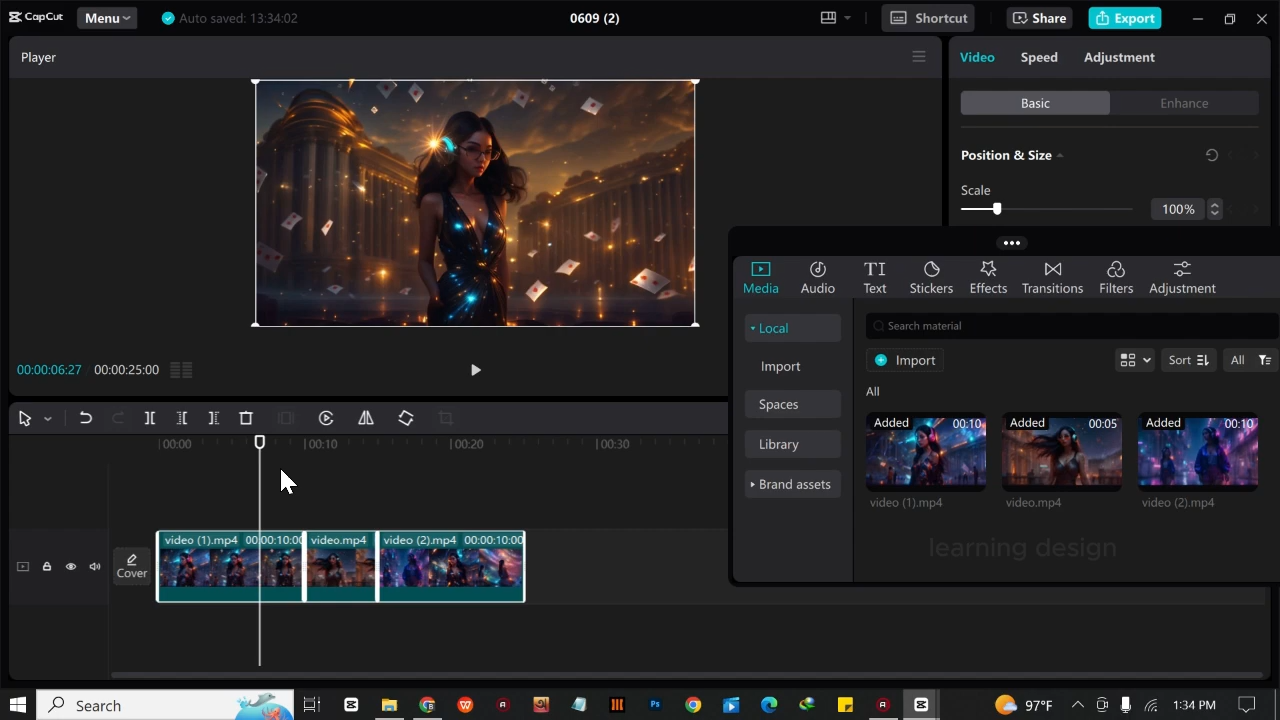 CapCut
Menu
Auto saved: 13:34:02
0609 (2)
Shortcut
Share
Export
Player
Video
Speed
Adjustment
Basic
Enhance
Position & Size
Scale
100%
Media
Audio
Text
Stickers
Effects
Transitions
Filters
Adjustment
Local
Import
Spaces
Library
Brand assets
Search material
Import
Sort
All
All
Added 00:10
Added 00:05
Added 00:10
video (1).mp4
video.mp4
video (2).mp4
learning design
00:00:06:27
00:00:25:00
00:00
00:10
00:20
00:30
Cover
video (1).mp4 00:00:10:00
video.mp4
video (2).mp4 00:00:10:00
Search
97°F
1:34 PM